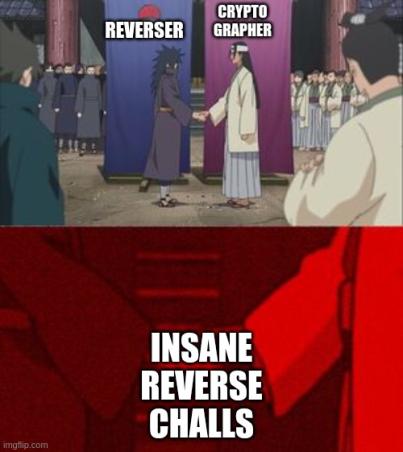 REVERSER
CRYPTO
GRAPHER
INSANE
REVERSE
CHALLS
imgflip.com